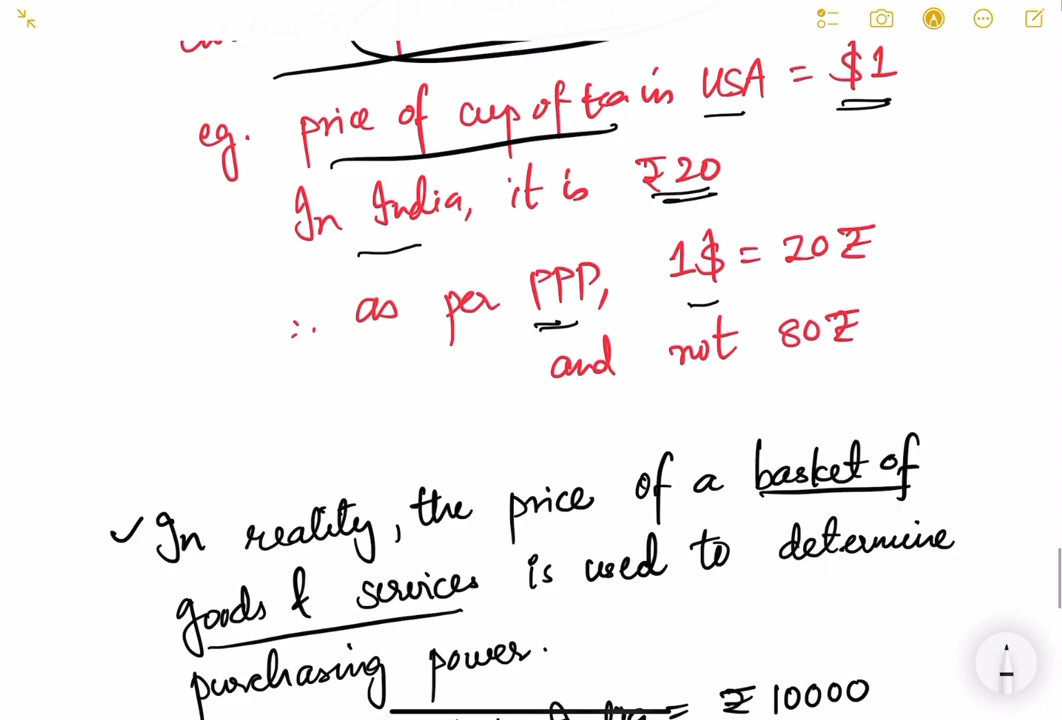 eg. price of cup of tea in USA = $1
In India, it is ₹20
∴ as per PPP, 1$ = 20₹
and not 80₹
✓ In reality, the price of a basket of
goods & services is used to determine
purchasing power.
= ₹10000